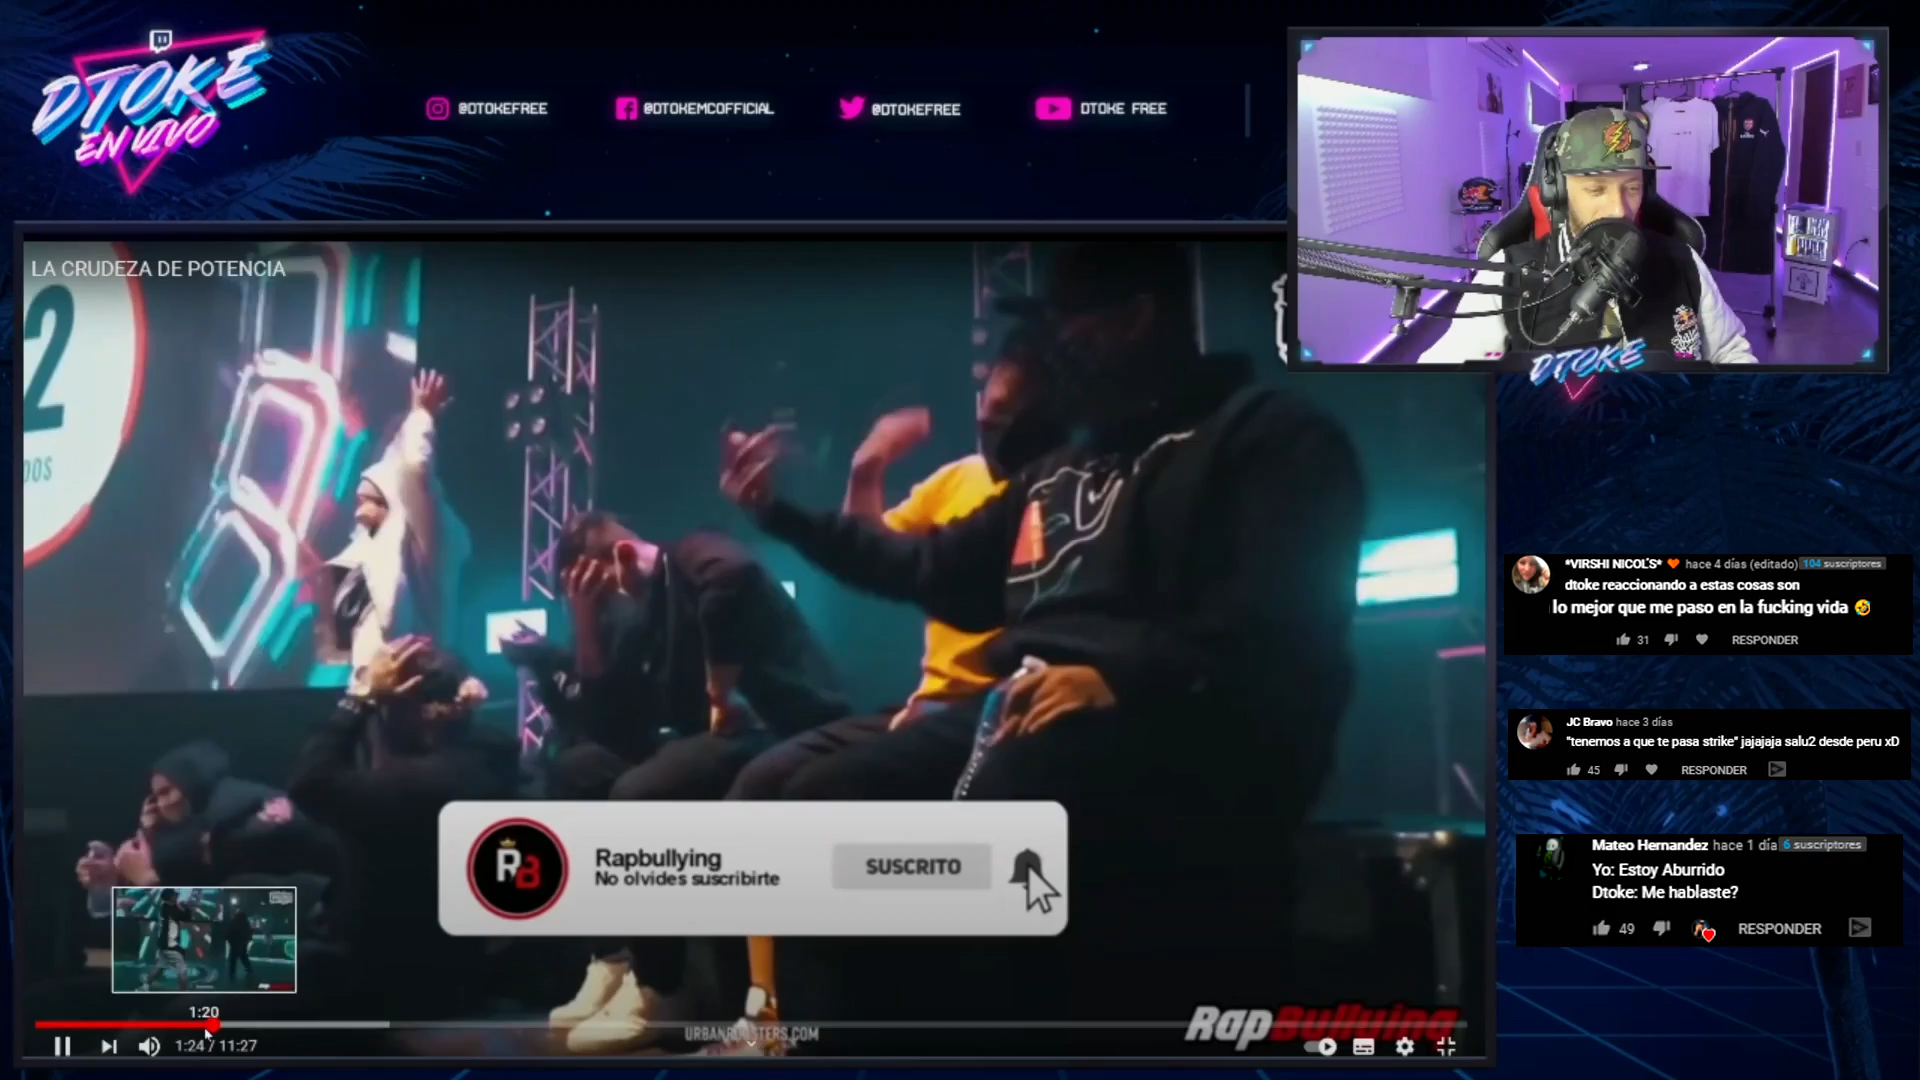 DTOKE
EN VIVO
@DTOKEFREE
@DTOKEMCOFFICIAL
@DTOKEFREE
DTOKE FREE
LA CRUDEZA DE POTENCIA
2
DOS
DTOKE
*VIRSHI NICOL'S* 🧡 hace 4 días (editado) 104 suscriptores
dtoke reaccionando a estas cosas son
lo mejor que me paso en la fucking vida 🤣
31 RESPONDER
JC Bravo hace 3 días
"tenemos a que te pasa strike" jajajaja salu2 desde peru xD
45 RESPONDER
Mateo Hernandez hace 1 día 6 suscriptores
Yo: Estoy Aburrido
Dtoke: Me hablaste?
49 RESPONDER
RB
Rapbullying
No olvides suscribirte
SUSCRITO
1:20
URBANROOSTERS.COM
RapBullying
1:24 / 11:27